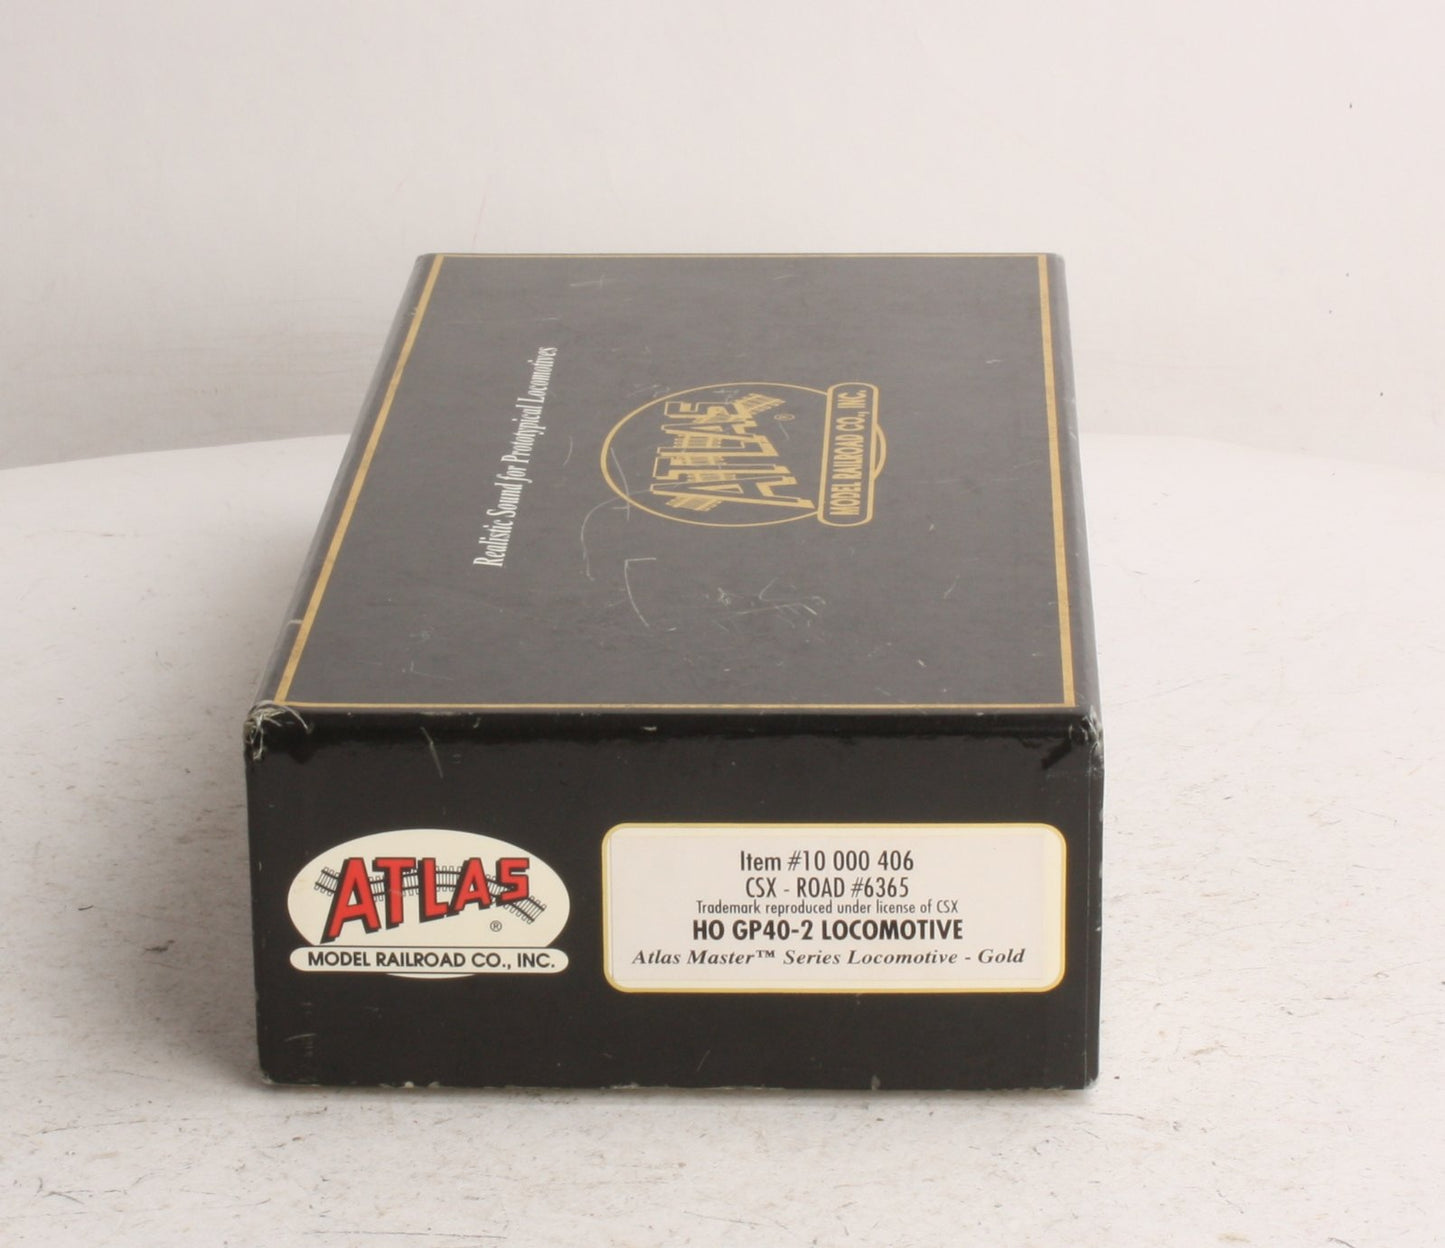 Realistic Sound for Prototypical Locomotives
ATLAS
®
MODEL RAILROAD CO., INC.
ATLAS
®
MODEL RAILROAD CO., INC.
Item #10 000 406
CSX - ROAD #6365
Trademark reproduced under license of CSX
HO GP40-2 LOCOMOTIVE
Atlas Master™ Series Locomotive - Gold